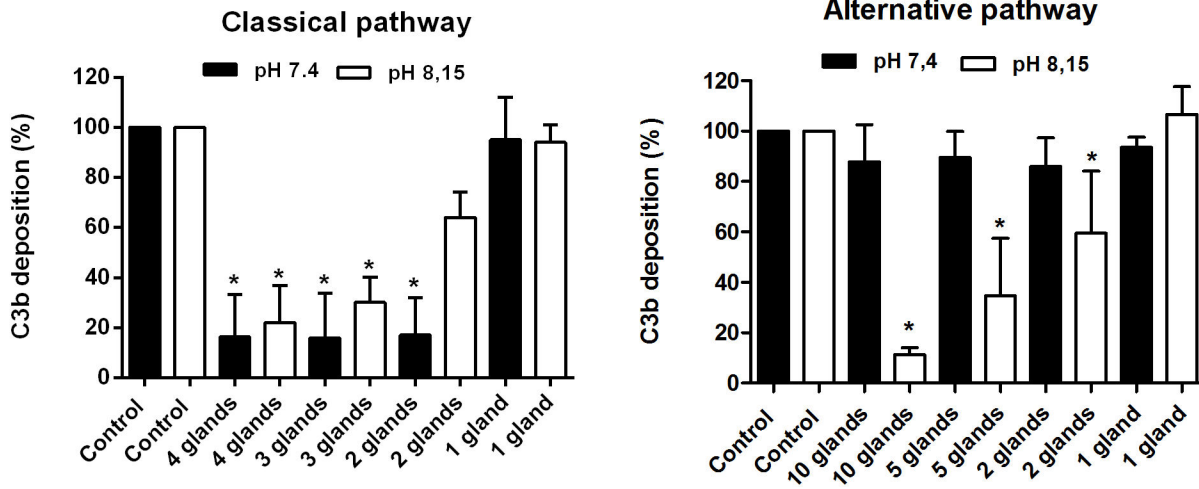 Classical pathway
pH 7.4 pH 8,15
C3b deposition (%)
120
100
80
60
40
20
0
Control
Control
4 glands
4 glands
3 glands
3 glands
2 glands
2 glands
1 gland
1 gland
* * * * *
Alternative pathway
pH 7,4 pH 8,15
C3b deposition (%)
120
100
80
60
40
20
0
Control
Control
10 glands
10 glands
5 glands
5 glands
2 glands
2 glands
1 gland
1 gland
* * *